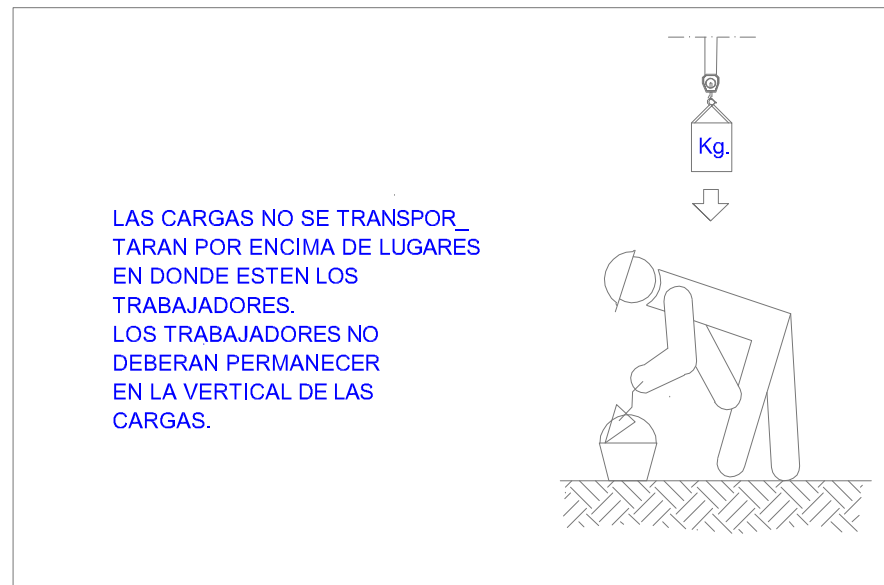 Kg.
LAS CARGAS NO SE TRANSPOR_
TARAN POR ENCIMA DE LUGARES
EN DONDE ESTEN LOS
TRABAJADORES.
LOS TRABAJADORES NO
DEBERAN PERMANECER
EN LA VERTICAL DE LAS
CARGAS.